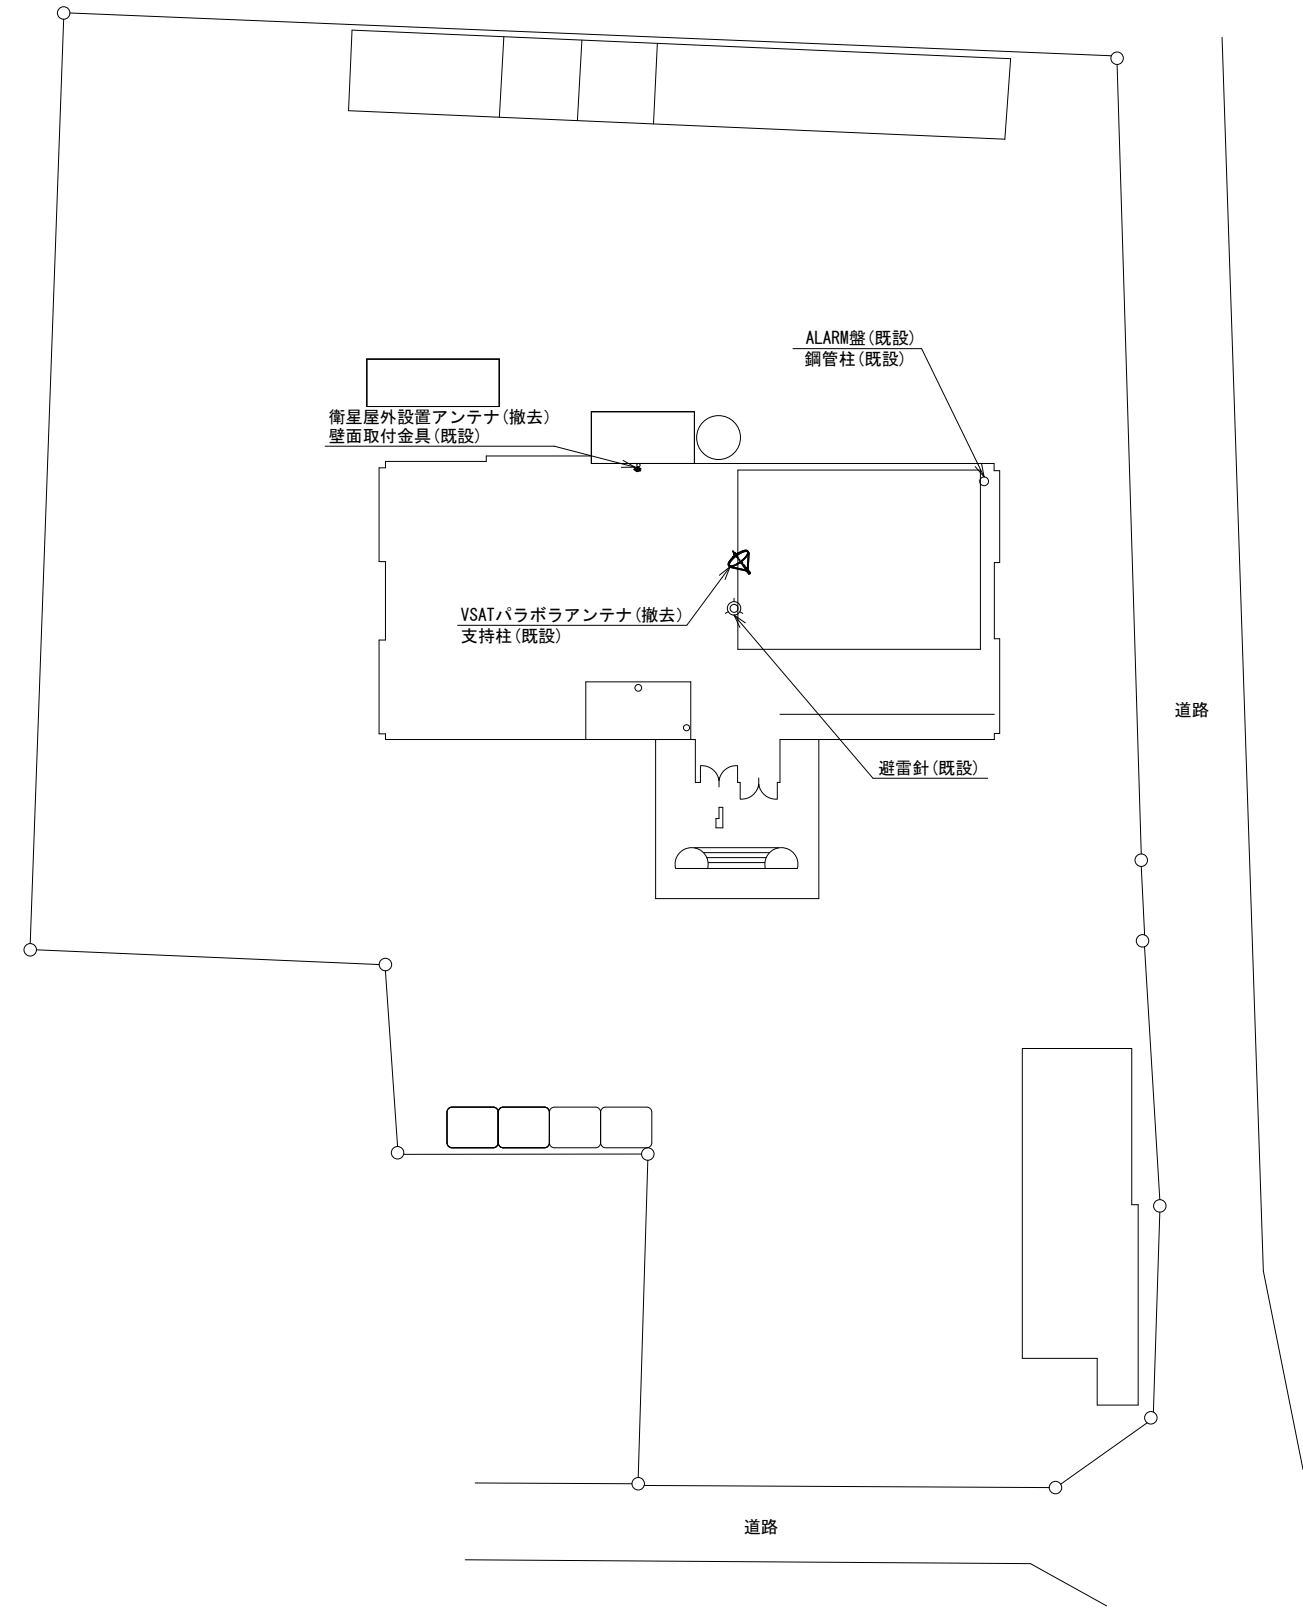 ALARM盤(既設)
鋼管柱(既設)
衛星屋外設置アンテナ(撤去)
壁面取付金具(既設)
VSATパラボラアンテナ(撤去)
支持柱(既設)
道路
避雷針(既設)
道路